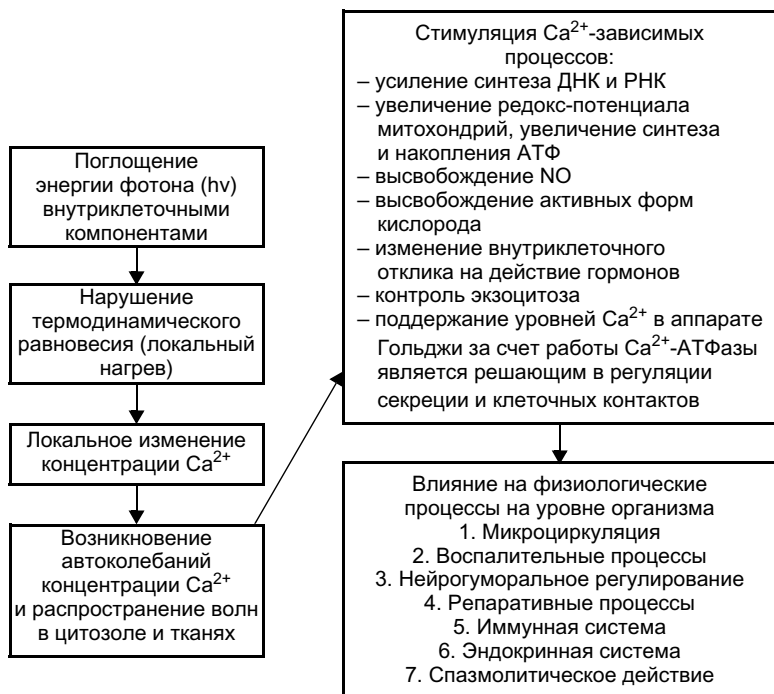 Поглощение
энергии фотона (hv)
внутриклеточными
компонентами
Нарушение
термодинамического
равновесия (локальный
нагрев)
Локальное изменение
концентрации Ca²⁺
Возникновение
автоколебаний
концентрации Ca²⁺
и распространение волн
в цитозоле и тканях
Стимуляция Ca²⁺-зависимых
процессов:
– усиление синтеза ДНК и РНК
– увеличение редокс-потенциала
митохондрий, увеличение синтеза
и накопления АТФ
– высвобождение NO
– высвобождение активных форм
кислорода
– изменение внутриклеточного
отклика на действие гормонов
– контроль экзоцитоза
– поддержание уровней Ca²⁺ в аппарате
Гольджи за счет работы Ca²⁺-АТФазы
является решающим в регуляции
секреции и клеточных контактов
Влияние на физиологические
процессы на уровне организма
1. Микроциркуляция
2. Воспалительные процессы
3. Нейрогуморальное регулирование
4. Репаративные процессы
5. Иммунная система
6. Эндокринная система
7. Спазмолитическое действие